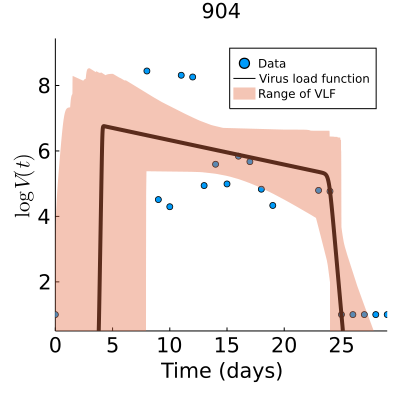 904
Data
Virus load function
Range of VLF
8
6
4
2
log V(t)
0 5 10 15 20 25
Time (days)